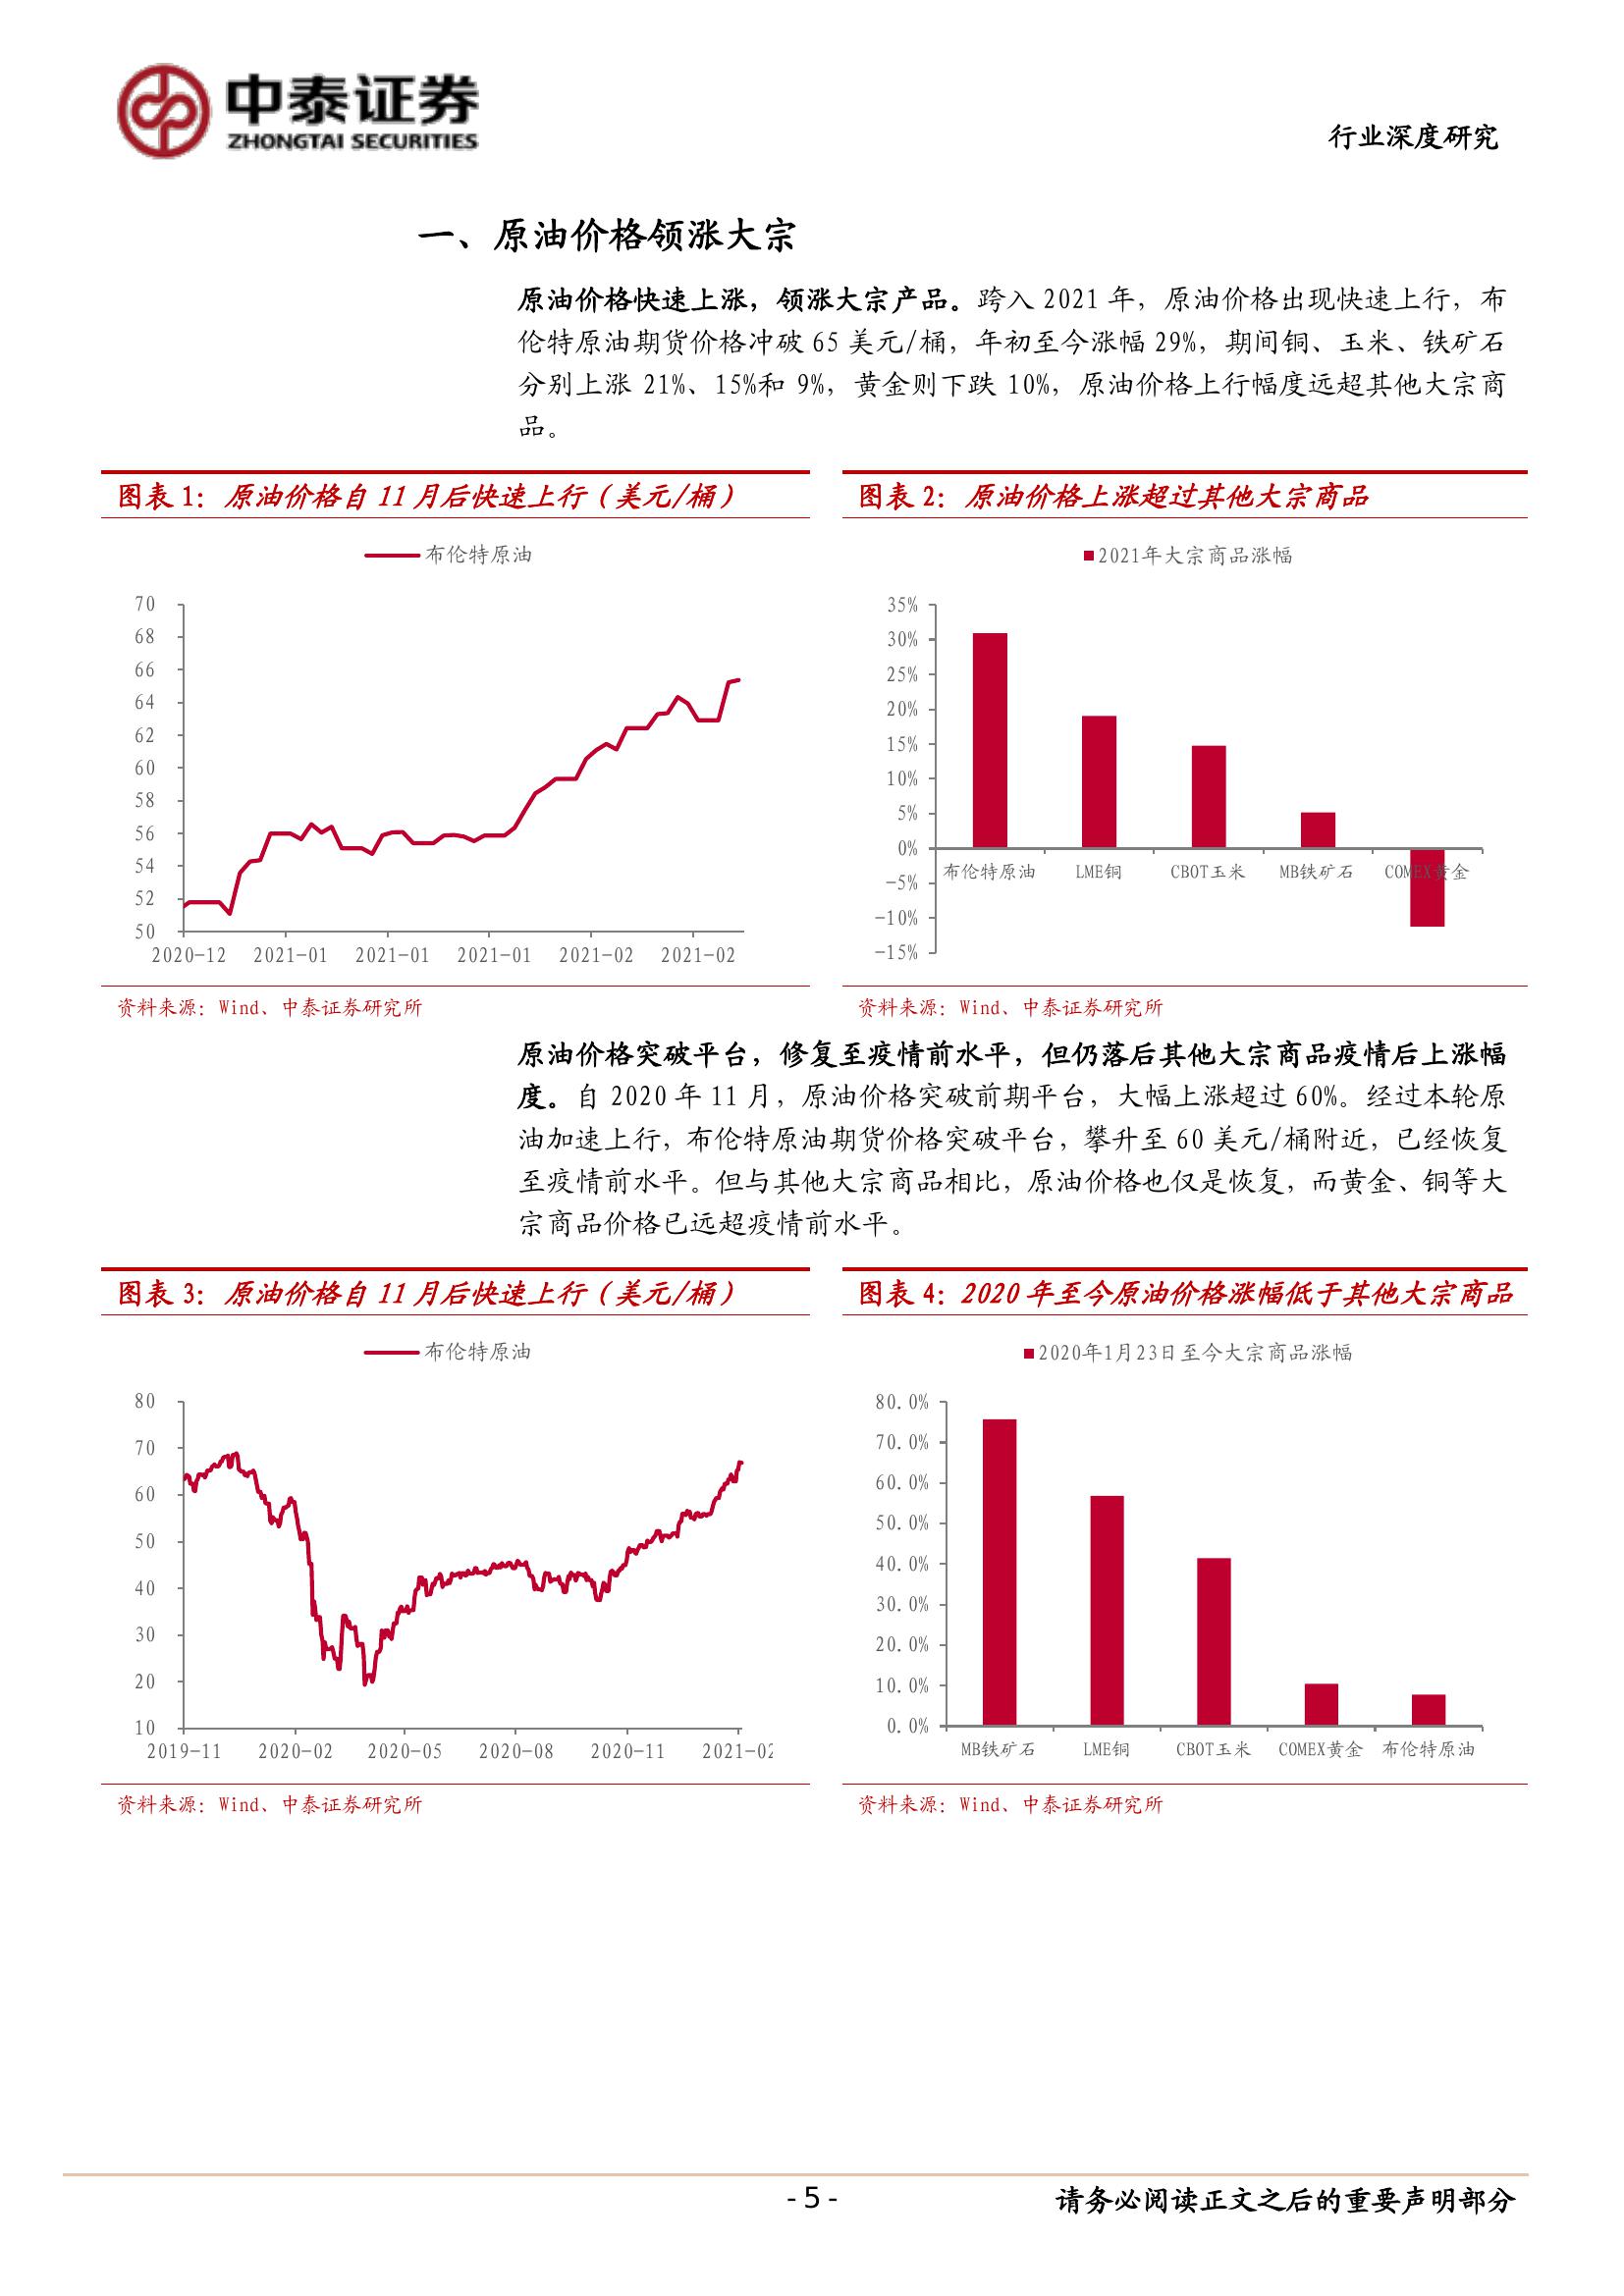 中泰证券
ZHONGTAI SECURITIES
行业深度研究
一、原油价格领涨大宗
原油价格快速上涨，领涨大宗产品。跨入 2021 年，原油价格出现快速上行，布
伦特原油期货价格冲破 65 美元/桶，年初至今涨幅 29%，期间铜、玉米、铁矿石
分别上涨 21%、15%和 9%，黄金则下跌 10%，原油价格上行幅度远超其他大宗商
品。
图表 1：原油价格自 11 月后快速上行（美元/桶）
布伦特原油
70
68
66
64
62
60
58
56
54
52
50
2020-12 2021-01 2021-01 2021-01 2021-02 2021-02
资料来源：Wind、中泰证券研究所
图表 2：原油价格上涨超过其他大宗商品
2021年大宗商品涨幅
35%
30%
25%
20%
15%
10%
5%
0%
-5%
-10%
-15%
布伦特原油 LME铜 CBOT玉米 MB铁矿石 COMEX黄金
资料来源：Wind、中泰证券研究所
原油价格突破平台，修复至疫情前水平，但仍落后其他大宗商品疫情后上涨幅
度。自 2020 年 11 月，原油价格突破前期平台，大幅上涨超过 60%。经过本轮原
油加速上行，布伦特原油期货价格突破平台，攀升至 60 美元/桶附近，已经恢复
至疫情前水平。但与其他大宗商品相比，原油价格也仅是恢复，而黄金、铜等大
宗商品价格已远超疫情前水平。
图表 3：原油价格自 11 月后快速上行（美元/桶）
布伦特原油
80
70
60
50
40
30
20
10
2019-11 2020-02 2020-05 2020-08 2020-11 2021-02
资料来源：Wind、中泰证券研究所
图表 4：2020 年至今原油价格涨幅低于其他大宗商品
2020年1月23日至今大宗商品涨幅
80.0%
70.0%
60.0%
50.0%
40.0%
30.0%
20.0%
10.0%
0.0%
MB铁矿石 LME铜 CBOT玉米 COMEX黄金 布伦特原油
资料来源：Wind、中泰证券研究所
- 5 -
请务必阅读正文之后的重要声明部分